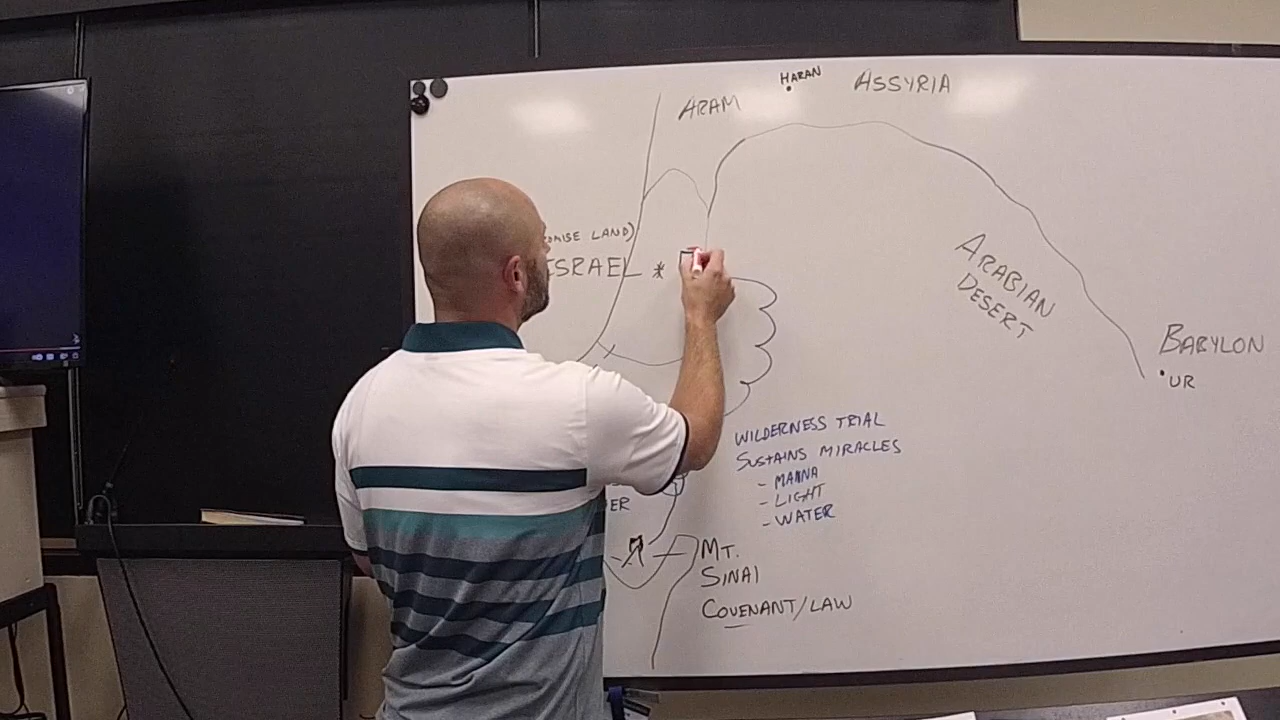 HARAN
ASSYRIA
ARAM
OMISE LAND)
ISRAEL *
ARABIAN
DESERT
BABYLON
UR
WILDERNESS TRIAL
SUSTAINS MIRACLES
- MANNA
- LIGHT
- WATER
ER
MT.
SINAI
COVENANT/LAW